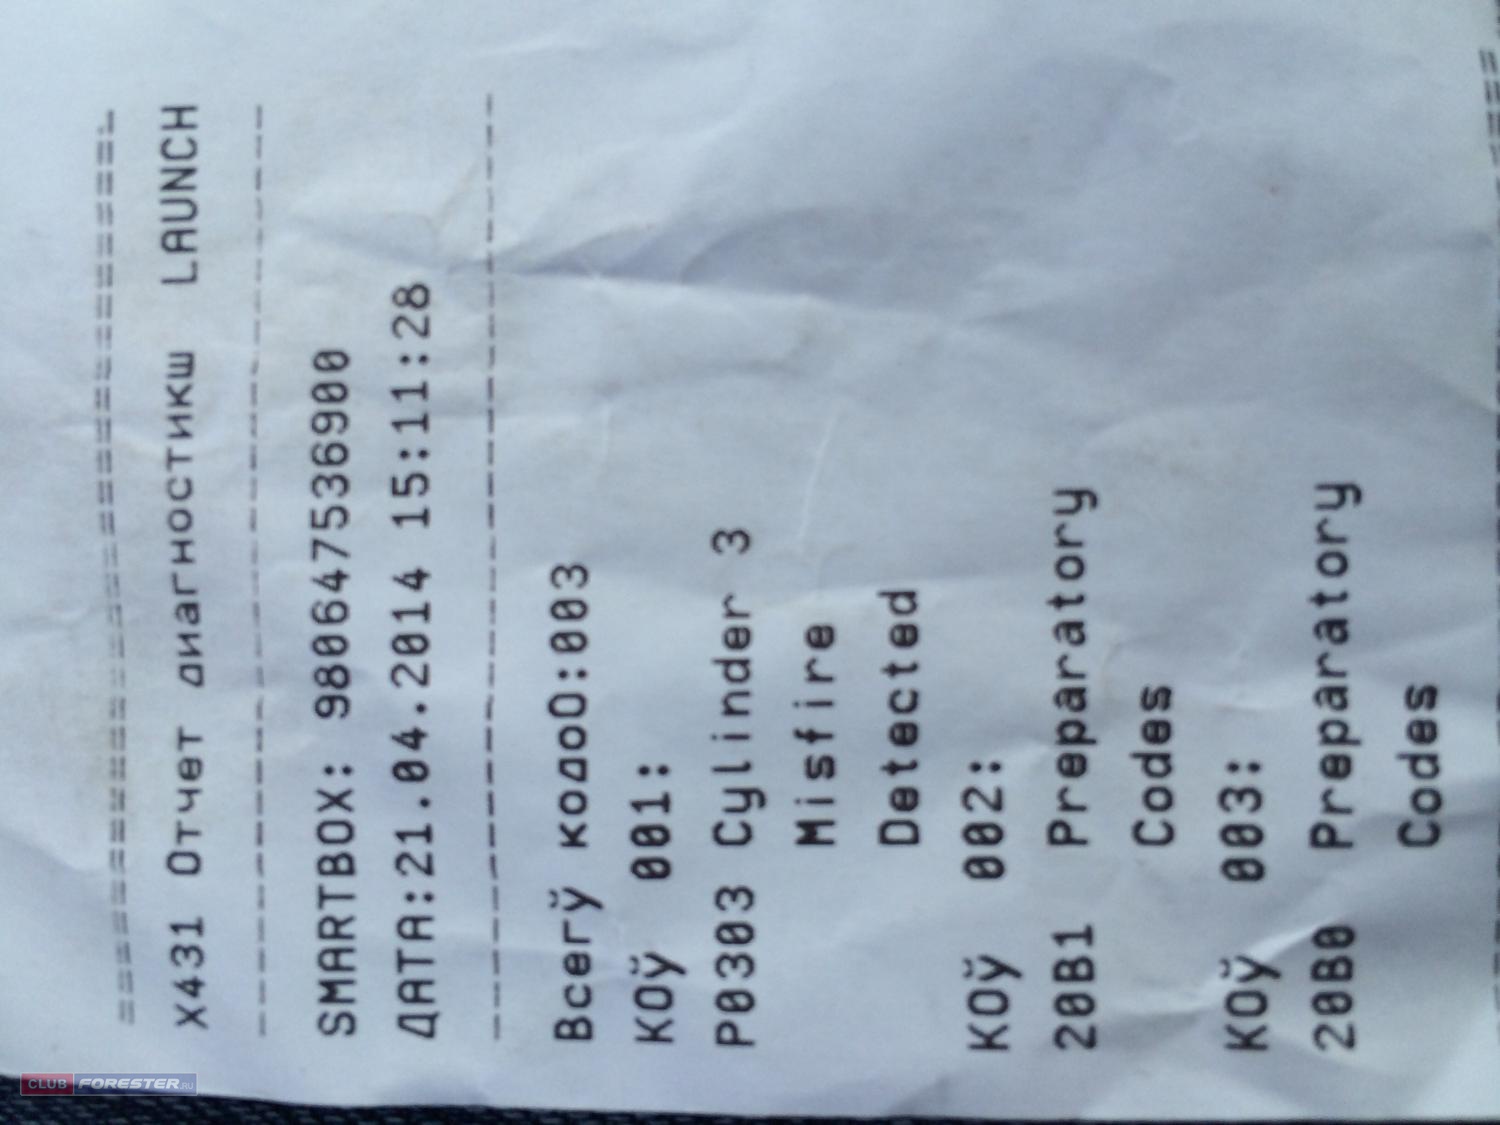 X431 Отчет диагностикш LAUNCH
SMARTBOX: 980647536900
ДАТА:21.04.2014 15:11:28
Всегў кодоО:003
КОў 001:
P0303 Cylinder 3
Misfire
Detected
КОў 002:
20B1 Preparatory
Codes
КОў 003:
20B0 Preparatory
Codes
CLUB FORESTER.RU